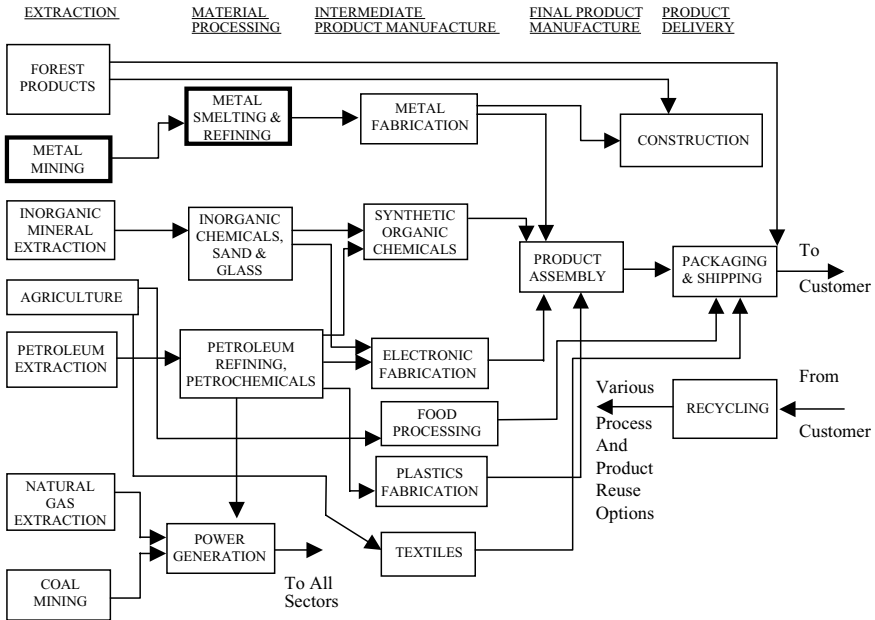 EXTRACTION
MATERIAL
PROCESSING
INTERMEDIATE
PRODUCT MANUFACTURE
FINAL PRODUCT
MANUFACTURE
PRODUCT
DELIVERY
FOREST
PRODUCTS
METAL
SMELTING &
REFINING
METAL
FABRICATION
CONSTRUCTION
METAL
MINING
INORGANIC
MINERAL
EXTRACTION
INORGANIC
CHEMICALS,
SAND &
GLASS
SYNTHETIC
ORGANIC
CHEMICALS
PRODUCT
ASSEMBLY
PACKAGING
& SHIPPING
To
Customer
AGRICULTURE
PETROLEUM
EXTRACTION
PETROLEUM
REFINING,
PETROCHEMICALS
ELECTRONIC
FABRICATION
FOOD
PROCESSING
PLASTICS
FABRICATION
Various
Process
And
Product
Reuse
Options
RECYCLING
From
Customer
NATURAL
GAS
EXTRACTION
POWER
GENERATION
TEXTILES
COAL
MINING
To All
Sectors